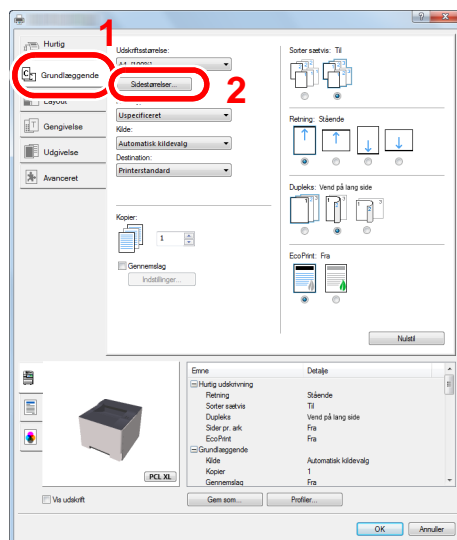 1
Hurtig
Grundlæggende
Layout
Gengivelse
Udgivelse
Avanceret
Udskriftsstørrelse:
A4 [100%]
Sidestørrelser...
2
Uspecificeret
Kilde:
Automatisk kildevalg
Destination:
Printerstandard
Kopier:
1
Gennemslag
Indstillinger...
Sorter sætvis: Til
Retning: Stående
Dupleks: Vend på lang side
EcoPrint: Fra
Nulstil
Emne Detalje
Hurtig udskrivning
Retning Stående
Sorter sætvis Til
Dupleks Vend på lang side
Sider pr. ark Fra
EcoPrint Fra
Grundlæggende
Kilde Automatisk kildevalg
Kopier 1
Gennemslag Fra
PCL XL
Vis udskrift
Gem som...
Profiler...
OK
Annuller